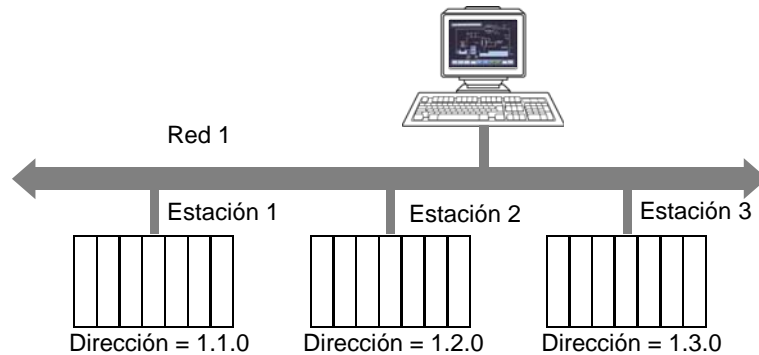 Red 1
Estación 1
Estación 2
Estación 3
Dirección = 1.1.0
Dirección = 1.2.0
Dirección = 1.3.0